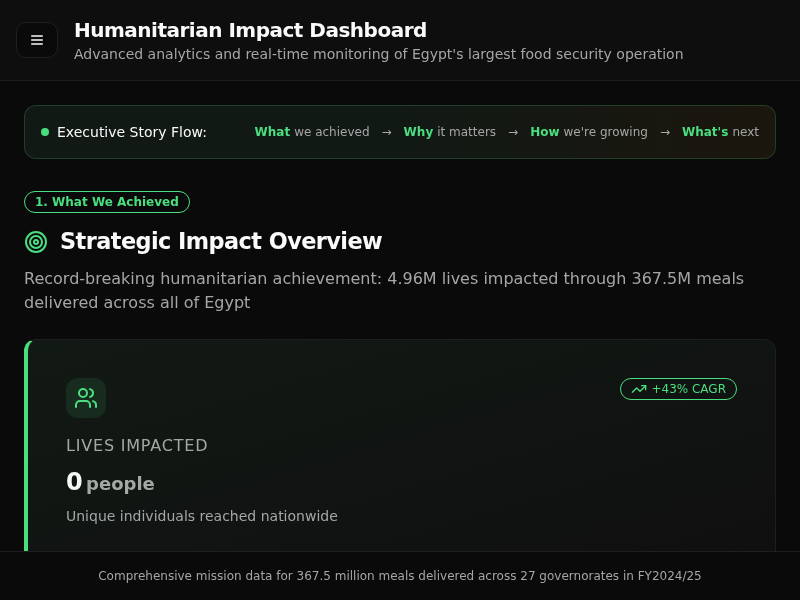 Humanitarian Impact Dashboard
Advanced analytics and real-time monitoring of Egypt's largest food security operation
Executive Story Flow:
What we achieved → Why it matters → How we're growing → What's next
1. What We Achieved
Strategic Impact Overview
Record-breaking humanitarian achievement: 4.96M lives impacted through 367.5M meals
delivered across all of Egypt
+43% CAGR
LIVES IMPACTED
0 people
Unique individuals reached nationwide
Comprehensive mission data for 367.5 million meals delivered across 27 governorates in FY2024/25